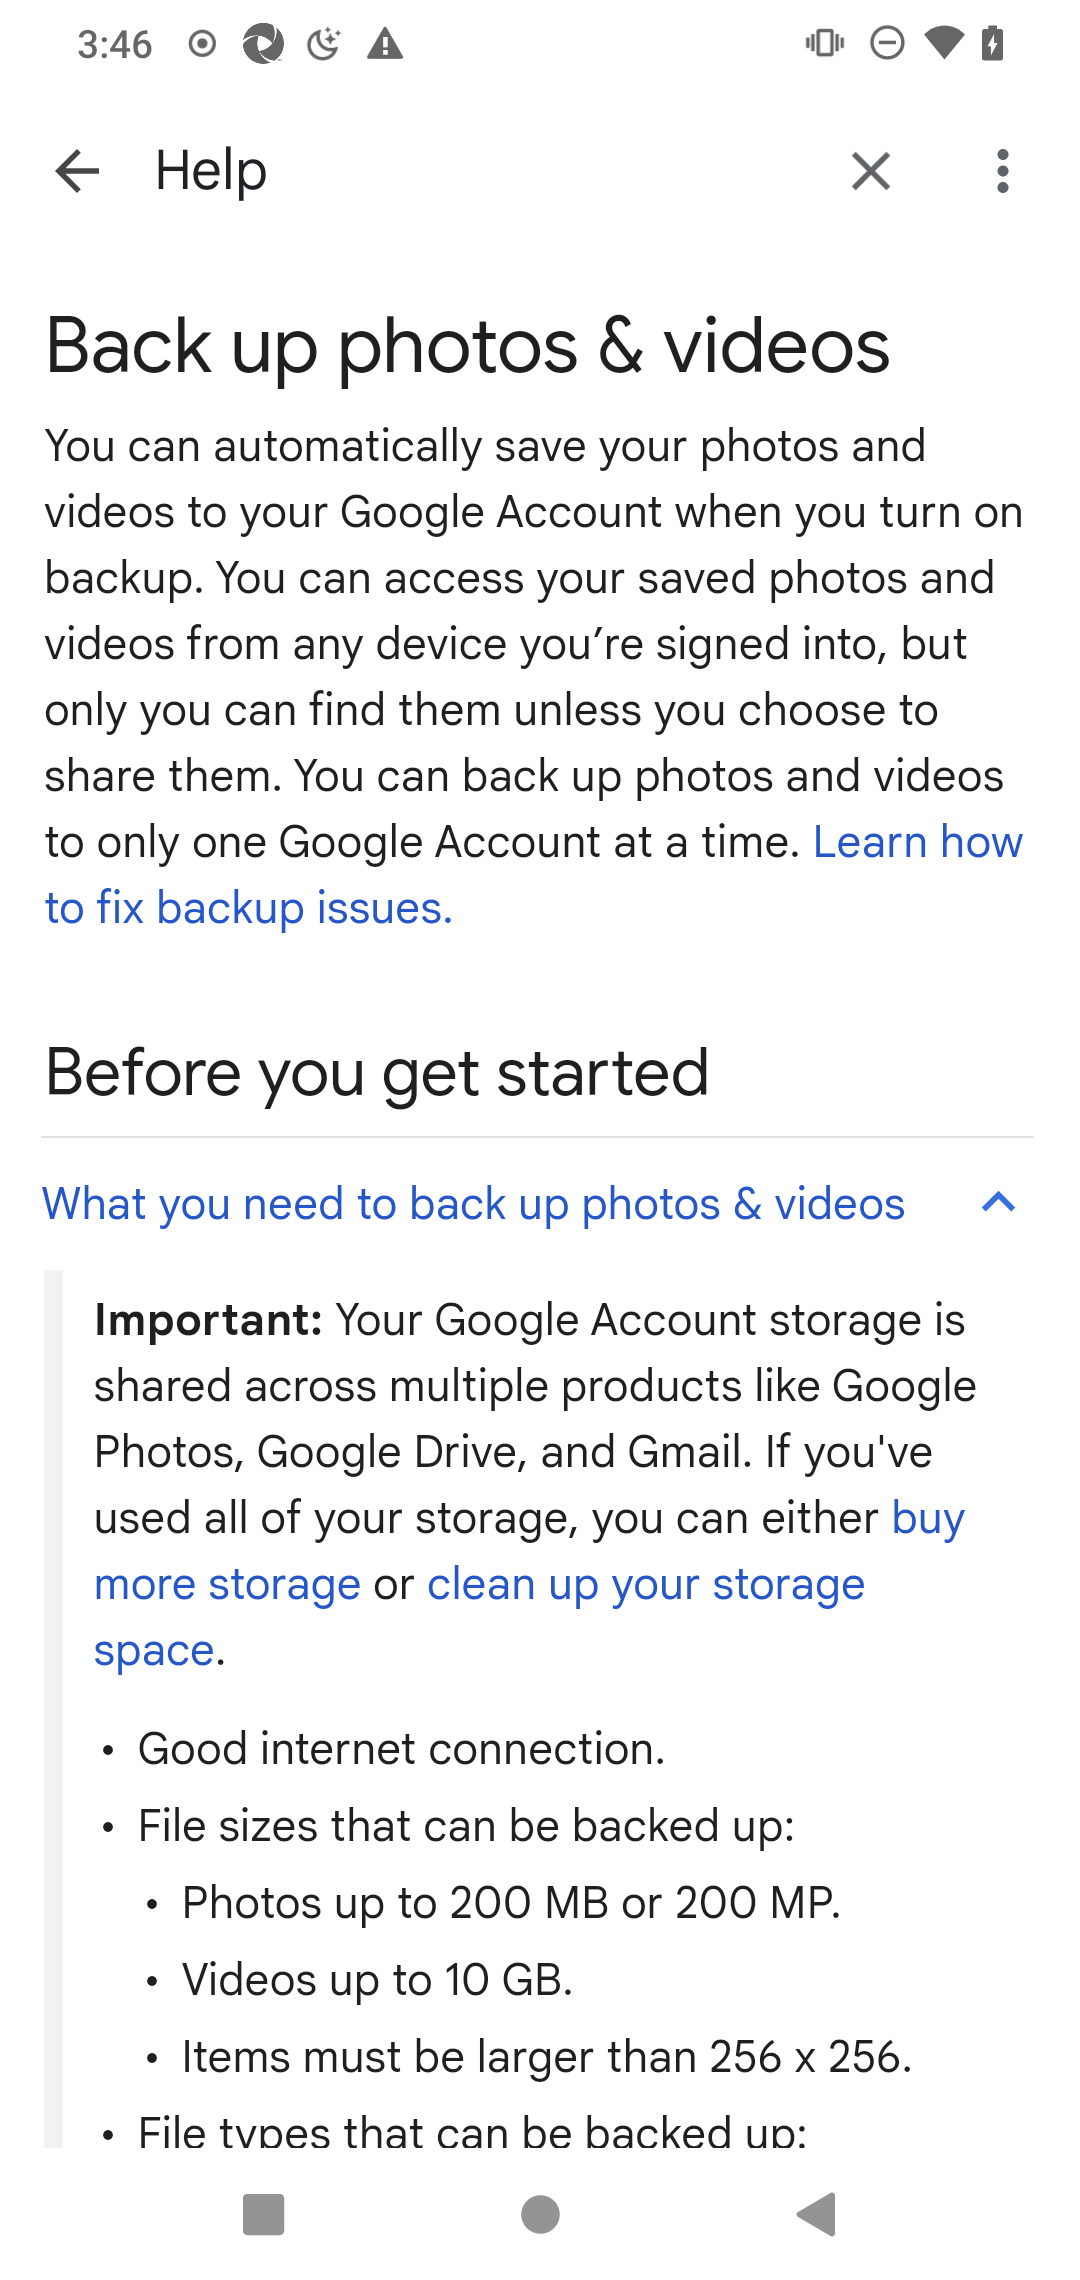 3:46
Help
Back up photos & videos
You can automatically save your photos and
videos to your Google Account when you turn on
backup. You can access your saved photos and
videos from any device you’re signed into, but
only you can find them unless you choose to
share them. You can back up photos and videos
to only one Google Account at a time. Learn how
to fix backup issues.
Before you get started
What you need to back up photos & videos
Important: Your Google Account storage is
shared across multiple products like Google
Photos, Google Drive, and Gmail. If you've
used all of your storage, you can either buy
more storage or clean up your storage
space.
• Good internet connection.
• File sizes that can be backed up:
• Photos up to 200 MB or 200 MP.
• Videos up to 10 GB.
• Items must be larger than 256 x 256.
• File types that can be backed up: